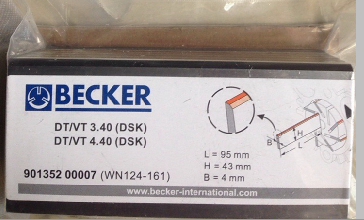 BECKER
DT/VT 3.40 (DSK)
DT/VT 4.40 (DSK)
901352 00007 (WN124-161)
B H L
L = 95 mm
H = 43 mm
B = 4 mm
www.becker-international.com